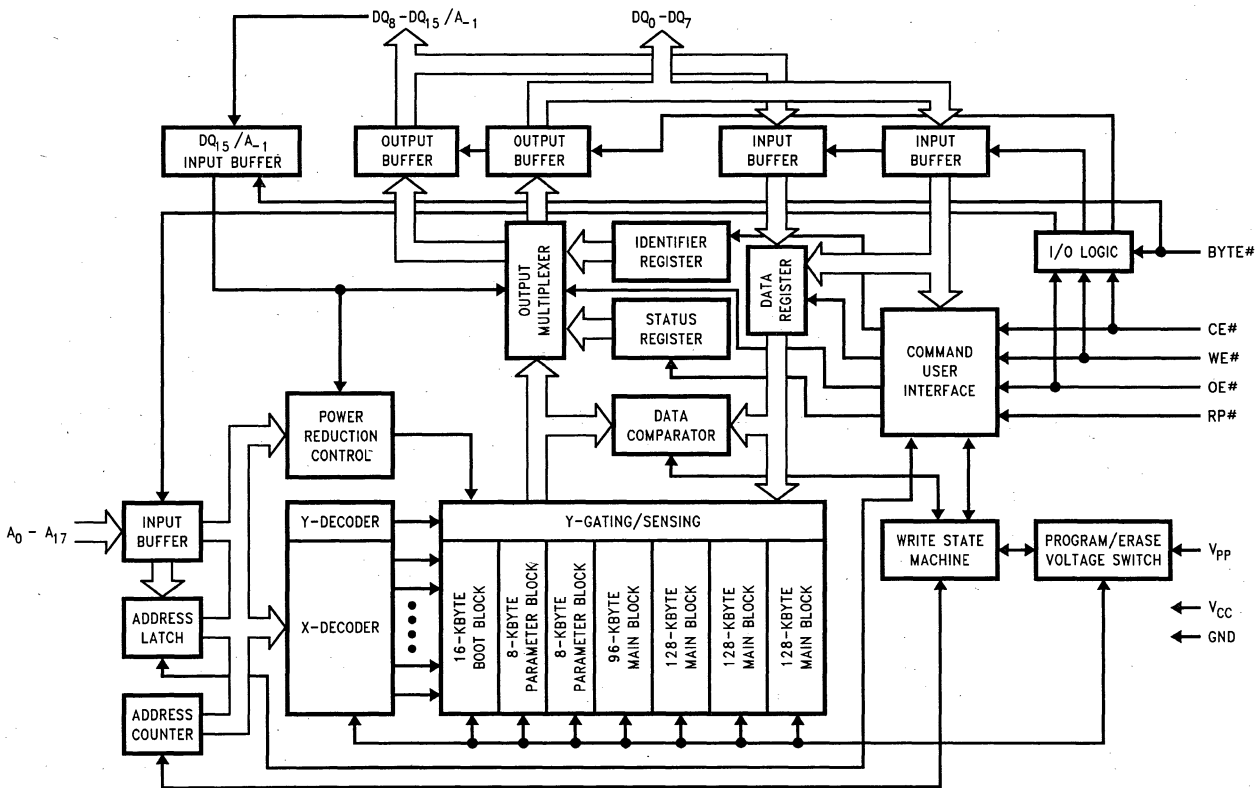 DQ₈–DQ₁₅/A₋₁
DQ₀–DQ₇
DQ₁₅/A₋₁
INPUT BUFFER
OUTPUT
BUFFER
OUTPUT
BUFFER
INPUT
BUFFER
INPUT
BUFFER
I/O LOGIC
BYTE#
OUTPUT
MULTIPLEXER
IDENTIFIER
REGISTER
DATA
REGISTER
STATUS
REGISTER
COMMAND
USER
INTERFACE
CE#
WE#
OE#
RP#
POWER
REDUCTION
CONTROL
DATA
COMPARATOR
A₀ – A₁₇
INPUT
BUFFER
Y-DECODER
Y-GATING/SENSING
WRITE STATE
MACHINE
PROGRAM/ERASE
VOLTAGE SWITCH
V_PP
ADDRESS
LATCH
X-DECODER
16-KBYTE
BOOT BLOCK
8-KBYTE
PARAMETER BLOCK
8-KBYTE
PARAMETER BLOCK
96-KBYTE
MAIN BLOCK
128-KBYTE
MAIN BLOCK
128-KBYTE
MAIN BLOCK
128-KBYTE
MAIN BLOCK
V_CC
GND
ADDRESS
COUNTER